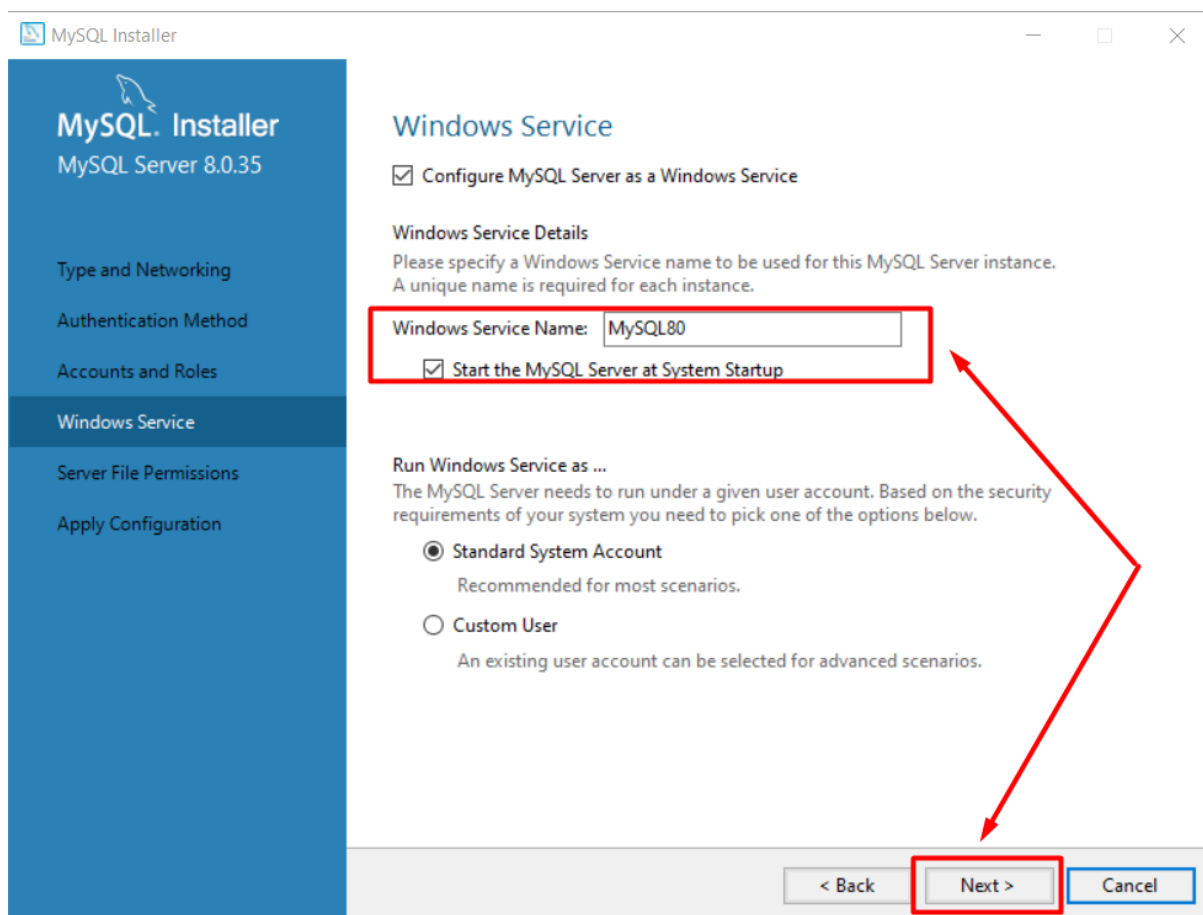 MySQL Installer
MySQL. Installer
MySQL Server 8.0.35
Type and Networking
Authentication Method
Accounts and Roles
Windows Service
Server File Permissions
Apply Configuration
Windows Service
Configure MySQL Server as a Windows Service
Windows Service Details
Please specify a Windows Service name to be used for this MySQL Server instance.
A unique name is required for each instance.
Windows Service Name: MySQL80
Start the MySQL Server at System Startup
Run Windows Service as ...
The MySQL Server needs to run under a given user account. Based on the security
requirements of your system you need to pick one of the options below.
Standard System Account
Recommended for most scenarios.
Custom User
An existing user account can be selected for advanced scenarios.
< Back Next > Cancel